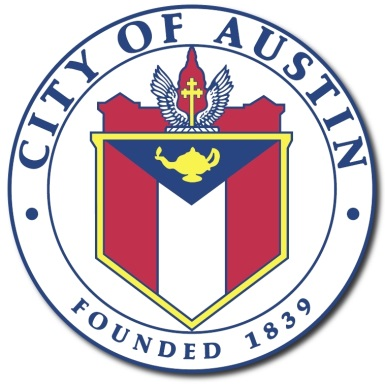 CITY OF AUSTIN
FOUNDED 1839